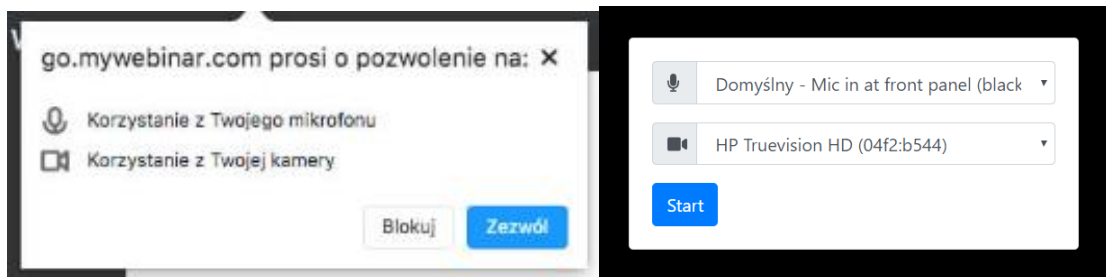 go.mywebinar.com prosi o pozwolenie na: ×
Korzystanie z Twojego mikrofonu
Korzystanie z Twojej kamery
Blokuj Zezwól
Domyślny - Mic in at front panel (black
HP Truevision HD (04f2:b544)
Start